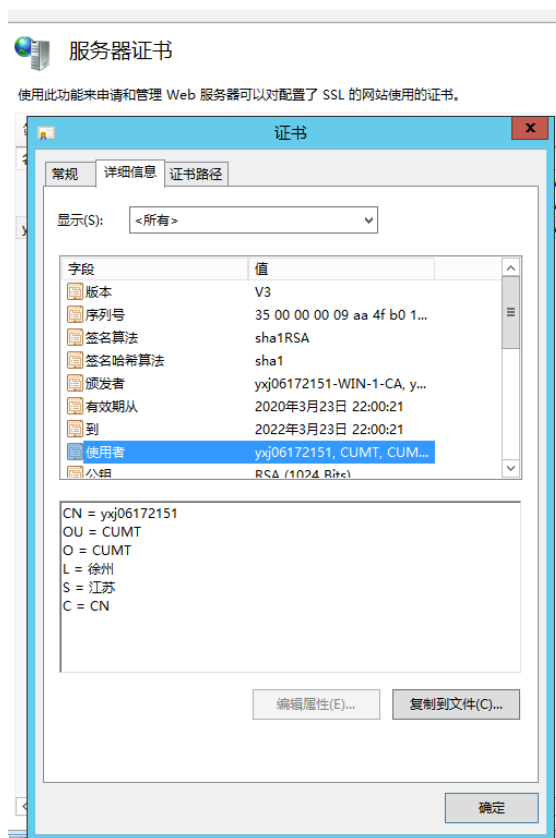 服务器证书
使用此功能来申请和管理 Web 服务器可以对配置了 SSL 的网站使用的证书。
证书
x
常规 详细信息 证书路径
显示(S): <所有>
字段 值
版本 V3
序列号 35 00 00 00 09 aa 4f b0 1...
签名算法 sha1RSA
签名哈希算法 sha1
颁发者 yxj06172151-WIN-1-CA, y...
有效期从 2020年3月23日 22:00:21
到 2022年3月23日 22:00:21
使用者 yxj06172151, CUMT, CUM...
公钥 RSA (1024 Bits)
CN = yxj06172151
OU = CUMT
O = CUMT
L = 徐州
S = 江苏
C = CN
编辑属性(E)... 复制到文件(C)...
确定